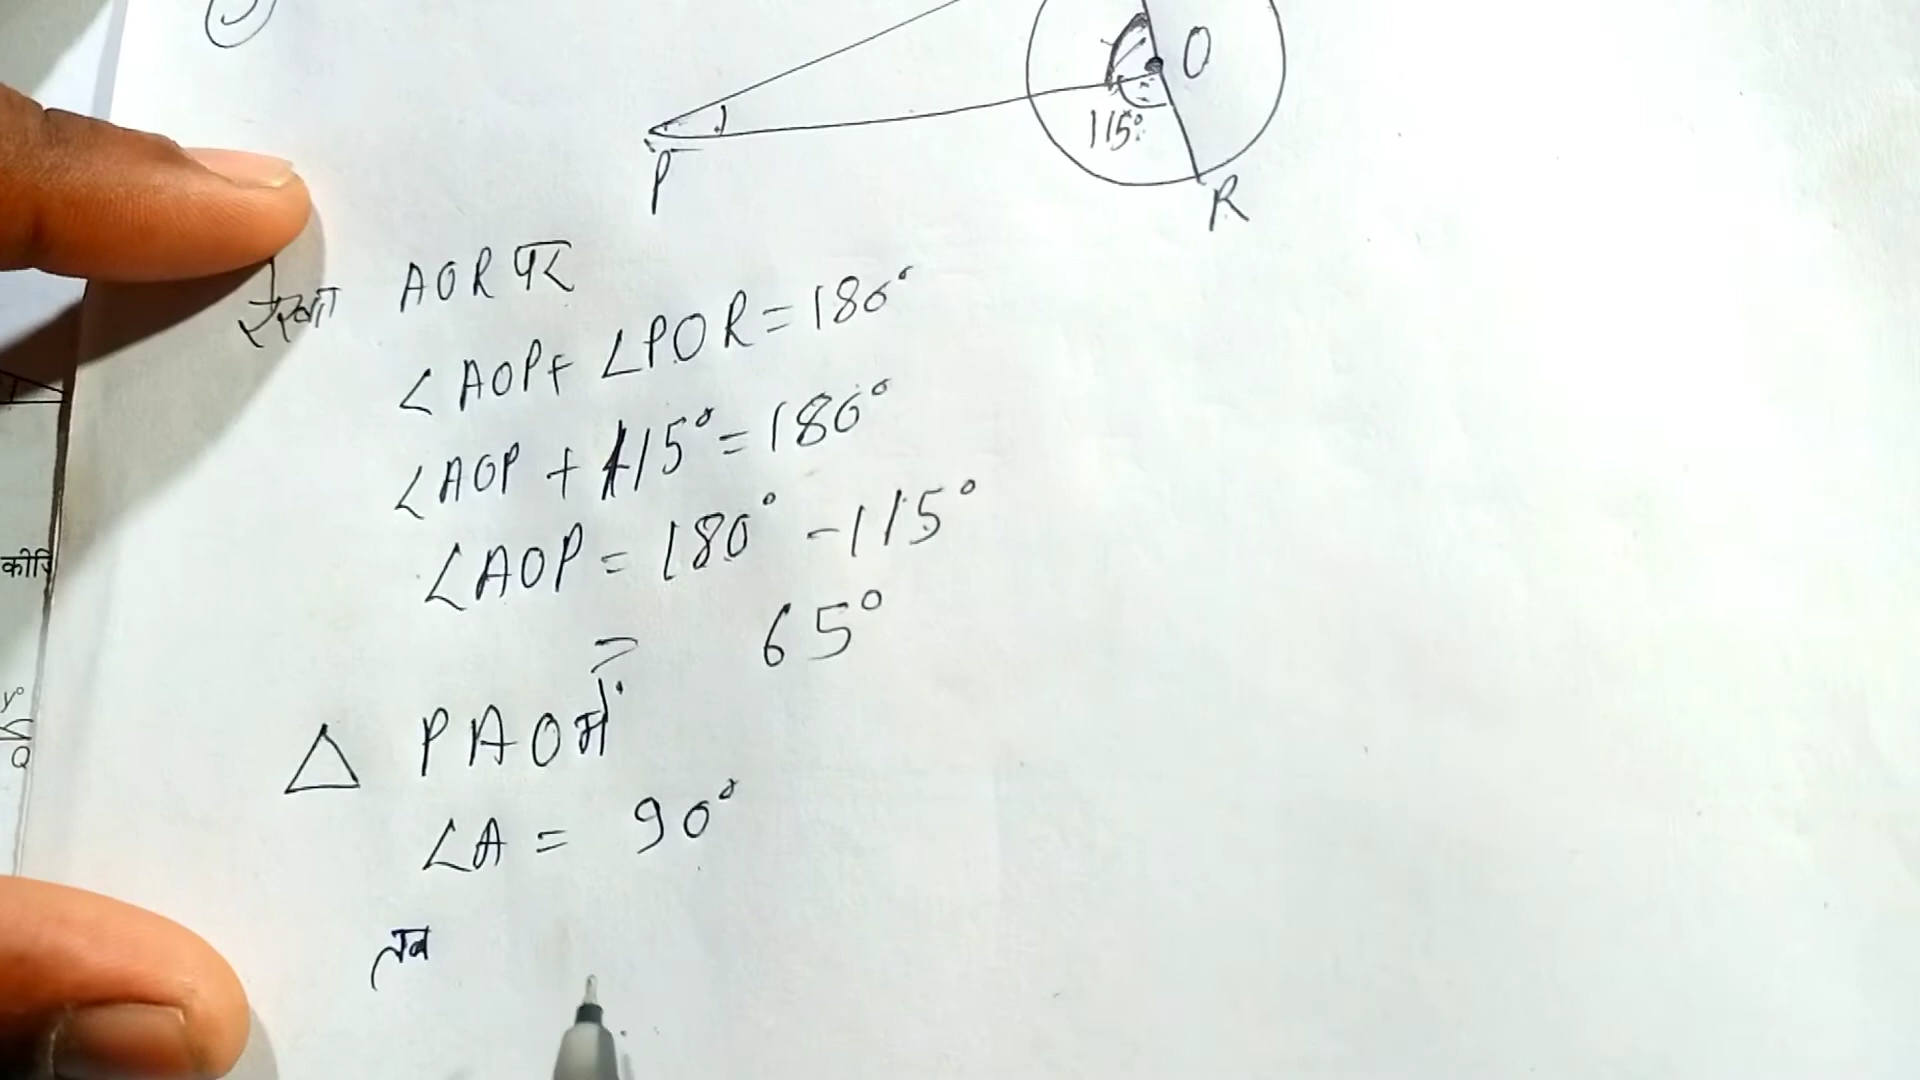 O
115°
P
R
रेखा AOR पर
∠AOP + ∠POR = 180°
∠AOP + 115° = 180°
∠AOP = 180° - 115°
= 65°
△ PAO में
∠A = 90°
तब
y°
Q